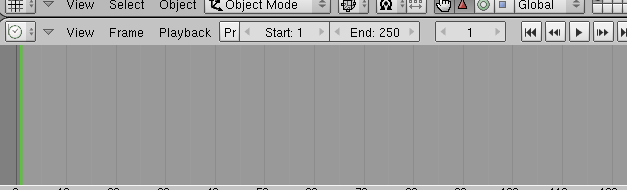 View Select Object Object Mode Global
View Frame Playback Pr Start: 1 End: 250 1